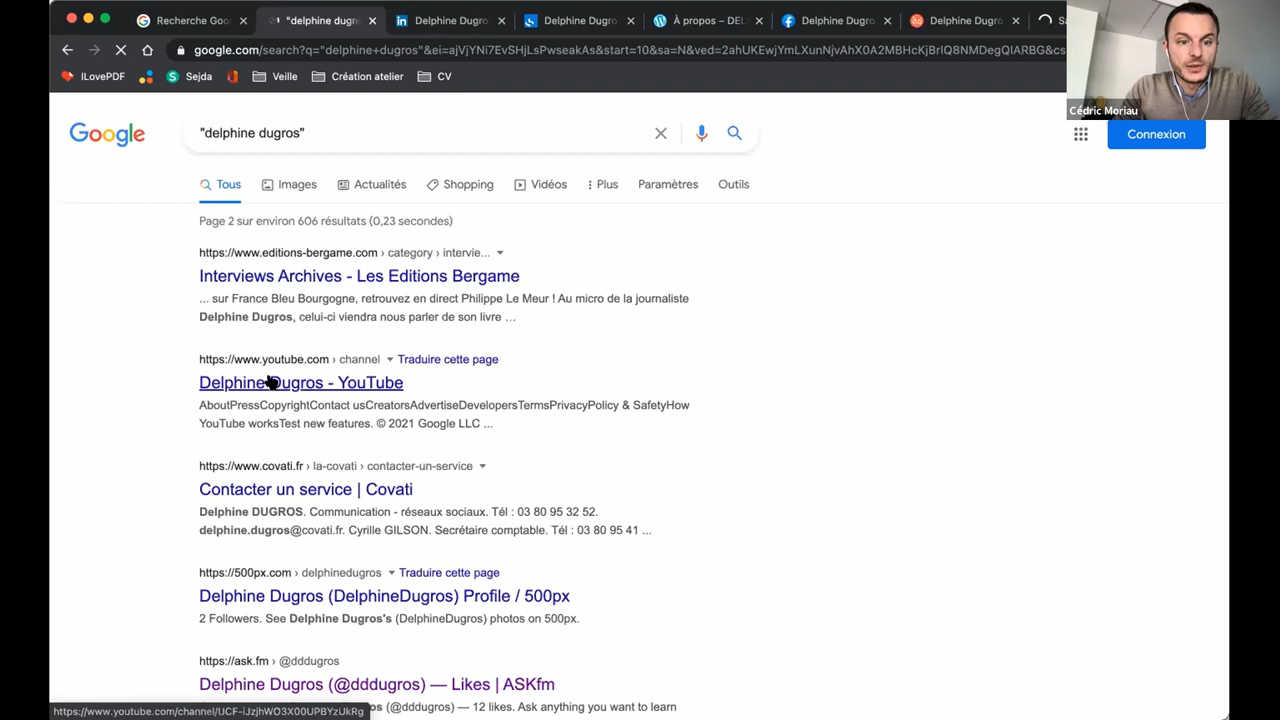 Recherche Goo
"delphine dugro
Delphine Dugro
Delphine Dugro
À propos – DEL
Delphine Dugro
Delphine Dugro
Sa
google.com/search?q="delphine+dugros"&ei=ajVjYNi7EvSHjLsPwseakAs&start=10&sa=N&ved=2ahUKEwjYmLXunNjvAhX0A2MBHcKjBrIQ8NMDegQIARBG&cs
ILovePDF
Sejda
Veille
Création atelier
CV
Cédric Moriau
Google
"delphine dugros"
Connexion
Tous
Images
Actualités
Shopping
Vidéos
Plus
Paramètres
Outils
Page 2 sur environ 606 résultats (0,23 secondes)
https://www.editions-bergame.com › category › intervie...
Interviews Archives - Les Editions Bergame
... sur France Bleu Bourgogne, retrouvez en direct Philippe Le Meur ! Au micro de la journaliste
Delphine Dugros, celui-ci viendra nous parler de son livre ...
https://www.youtube.com › channel Traduire cette page
Delphine Dugros - YouTube
AboutPressCopyrightContact usCreatorsAdvertiseDevelopersTermsPrivacyPolicy & SafetyHow
YouTube worksTest new features. © 2021 Google LLC ...
https://www.covati.fr › la-covati › contacter-un-service
Contacter un service | Covati
Delphine DUGROS. Communication - réseaux sociaux. Tél : 03 80 95 32 52.
delphine.dugros@covati.fr. Cyrille GILSON. Secrétaire comptable. Tél : 03 80 95 41 ...
https://500px.com › delphinedugros Traduire cette page
Delphine Dugros (DelphineDugros) Profile / 500px
2 Followers. See Delphine Dugros's (DelphineDugros) photos on 500px.
https://ask.fm › @dddugros
Delphine Dugros (@dddugros) — Likes | ASKfm
os (@dddugros) — 12 likes. Ask anything you want to learn
https://www.youtube.com/channel/UCF-iJzjhWO3X00UPBYzUkRg